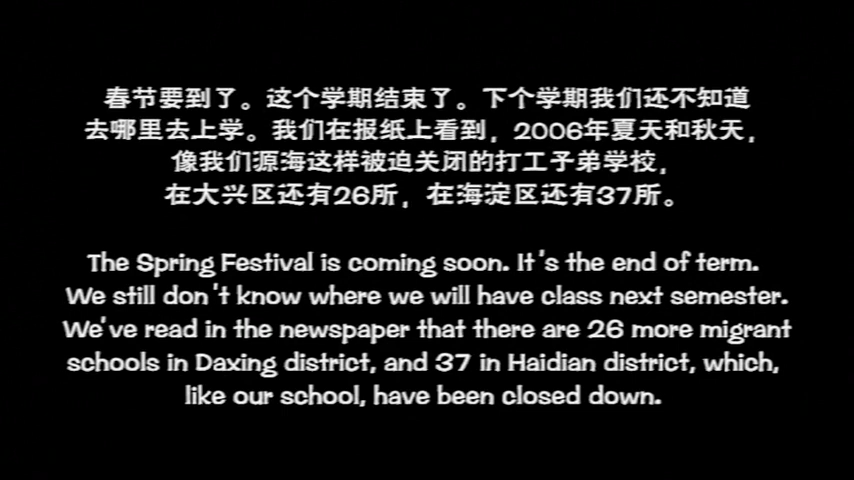 春节要到了。这个学期结束了。下个学期我们还不知道
去哪里去上学。我们在报纸上看到，2006年夏天和秋天，
像我们源海这样被迫关闭的打工子弟学校，
在大兴区还有26所，在海淀区还有37所。
The Spring Festival is coming soon. It's the end of term.
We still don't know where we will have class next semester.
We've read in the newspaper that there are 26 more migrant
schools in Daxing district, and 37 in Haidian district, which,
like our school, have been closed down.